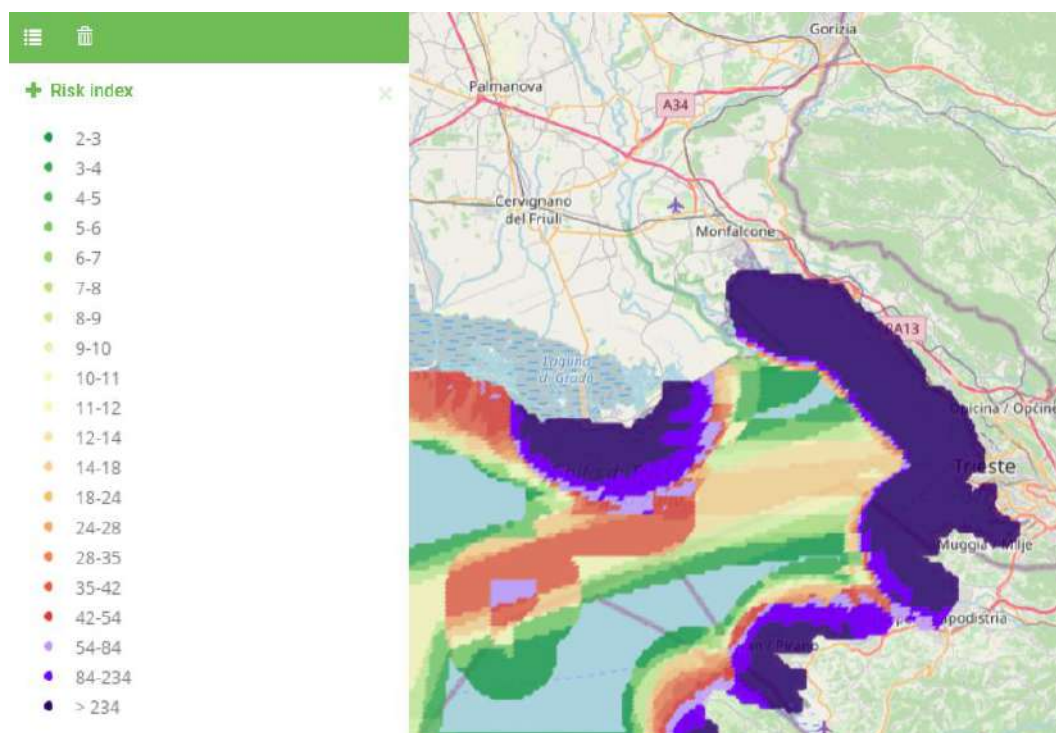 Risk index
2-3
3-4
4-5
5-6
6-7
7-8
8-9
9-10
10-11
11-12
12-14
14-18
18-24
24-28
28-35
35-42
42-54
54-84
84-234
> 234
Gorizia
Palmanova
A34
Cervignano
del Friuli
Monfalcone
RA13
Laguna
di Grado
Opicina / Opčine
Trieste
Muggia / Milje
Pirano